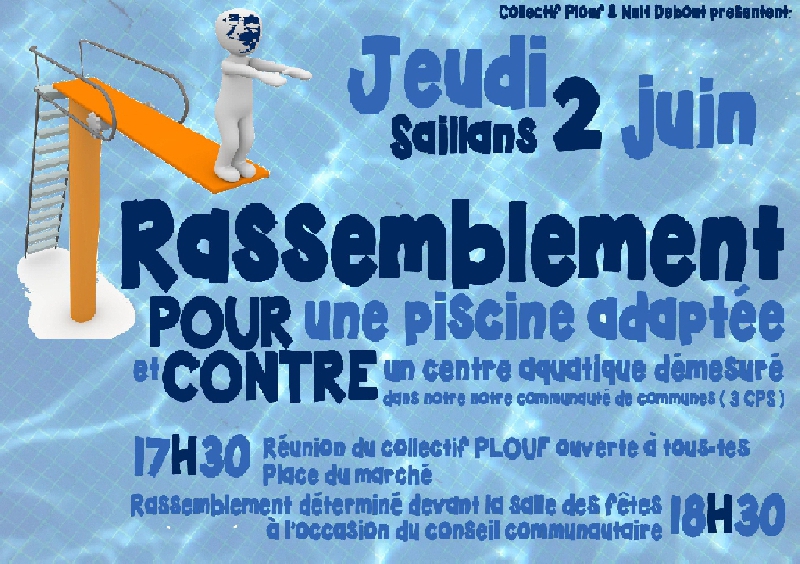 Collectif Plouf & Nuit Debout presentent:
Jeudi 2 juin
Saillans
Rassemblement
POUR une piscine adaptée
et CONTRE un centre aquatique démesuré
dans notre notre communauté de communes ( 3 CPS )
17H30 Réunion du collectif PLOUF ouverte à tous-tes
Place du marché
Rassemblement déterminé devant la salle des fêtes 18H30
à l'occasion du conseil communautaire